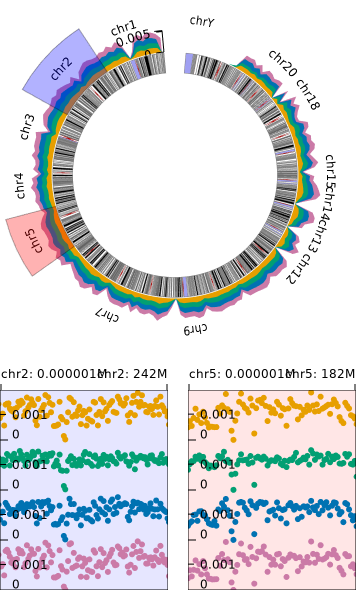 chrY
chr1
0.005
0
chr2
chr20
chr18
chr3
chr15
chr4
chr14
chr5
chr13
chr12
chr7
chr9
chr2: 0.000001M
chr2: 242M
chr5: 0.000001M
chr5: 182M
0.001
0
0.001
0
0.001
0
0.001
0
0.001
0
0.001
0
0.001
0
0.001
0